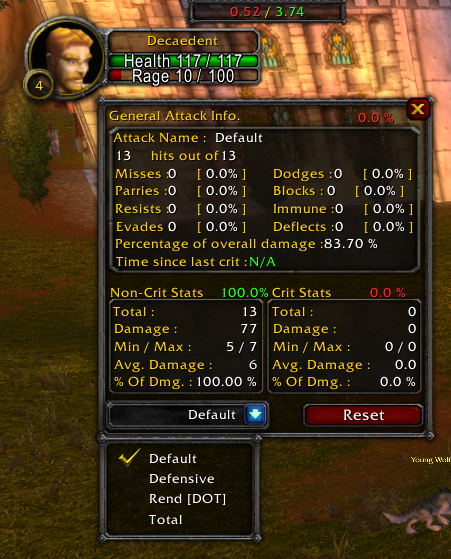 0.52 / 3.74
Decaedent
Health 117 / 117
4
Rage 10 / 100
General Attack Info. 0.0 %
Attack Name : Default
13 hits out of 13
Misses :0 [ 0.0% ] Dodges :0 [ 0.0% ]
Parries :0 [ 0.0% ] Blocks :0 [ 0.0% ]
Resists :0 [ 0.0% ] Immune :0 [ 0.0% ]
Evades :0 [ 0.0% ] Deflects :0 [ 0.0% ]
Percentage of overall damage :83.70 %
Time since last crit :N/A
Non-Crit Stats 100.0% Crit Stats 0.0 %
Total : 13 Total : 0
Damage : 77 Damage : 0
Min / Max : 5 / 7 Min / Max : 0 / 0
Avg. Damage : 6 Avg. Damage : 0.0
% Of Dmg. : 100.00 % % Of Dmg. : 0.0 %
Default Reset
Default
Young Wolf
Defensive
Rend [DOT]
Total